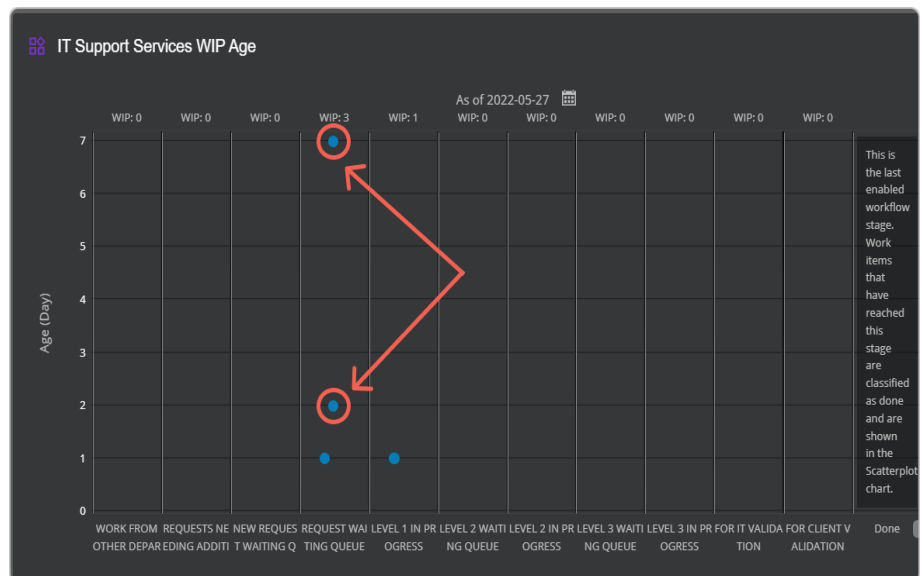 IT Support Services WIP Age
As of 2022-05-27
WIP: 0 WIP: 0 WIP: 0 WIP: 3 WIP: 1 WIP: 0 WIP: 0 WIP: 0 WIP: 0 WIP: 0 WIP: 0
7
6
5
4
3
2
1
0
Age (Day)
This is
the last
enabled
workflow
stage.
Work
items
that
have
reached
this
stage
are
classified
as done
and are
shown
in the
Scatterplot
chart.
WORK FROM REQUESTS NE NEW REQUES REQUEST WAI LEVEL 1 IN PR LEVEL 2 WAITI LEVEL 2 IN PR LEVEL 3 WAITI LEVEL 3 IN PR FOR IT VALIDA FOR CLIENT V Done
OTHER DEPAR EDING ADDITI T WAITING Q TING QUEUE OGRESS NG QUEUE OGRESS NG QUEUE OGRESS TION ALIDATION